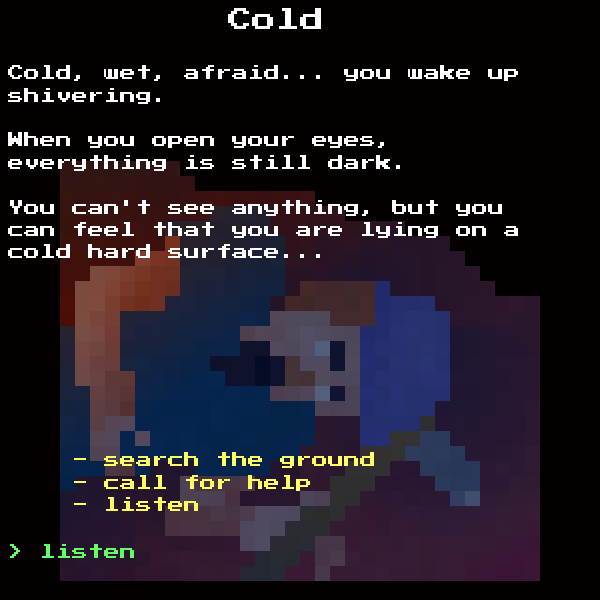 Cold
Cold, wet, afraid... you wake up
shivering.
When you open your eyes,
everything is still dark.
You can't see anything, but you
can feel that you are lying on a
cold hard surface...
- search the ground
- call for help
- listen
> listen